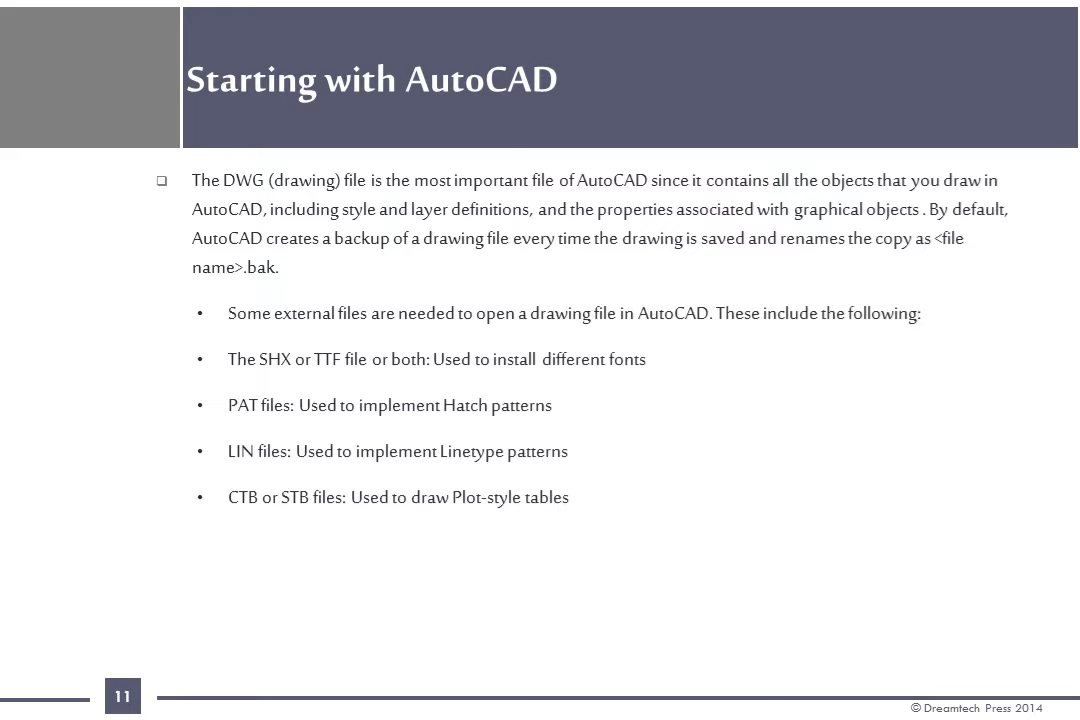 Starting with AutoCAD
❑ The DWG (drawing) file is the most important file of AutoCAD since it contains all the objects that you draw in
AutoCAD, including style and layer definitions, and the properties associated with graphical objects . By default,
AutoCAD creates a backup of a drawing file every time the drawing is saved and renames the copy as <file
name>.bak.
• Some external files are needed to open a drawing file in AutoCAD. These include the following:
• The SHX or TTF file or both: Used to install different fonts
• PAT files: Used to implement Hatch patterns
• LIN files: Used to implement Linetype patterns
• CTB or STB files: Used to draw Plot-style tables
11
© Dreamtech Press 2014